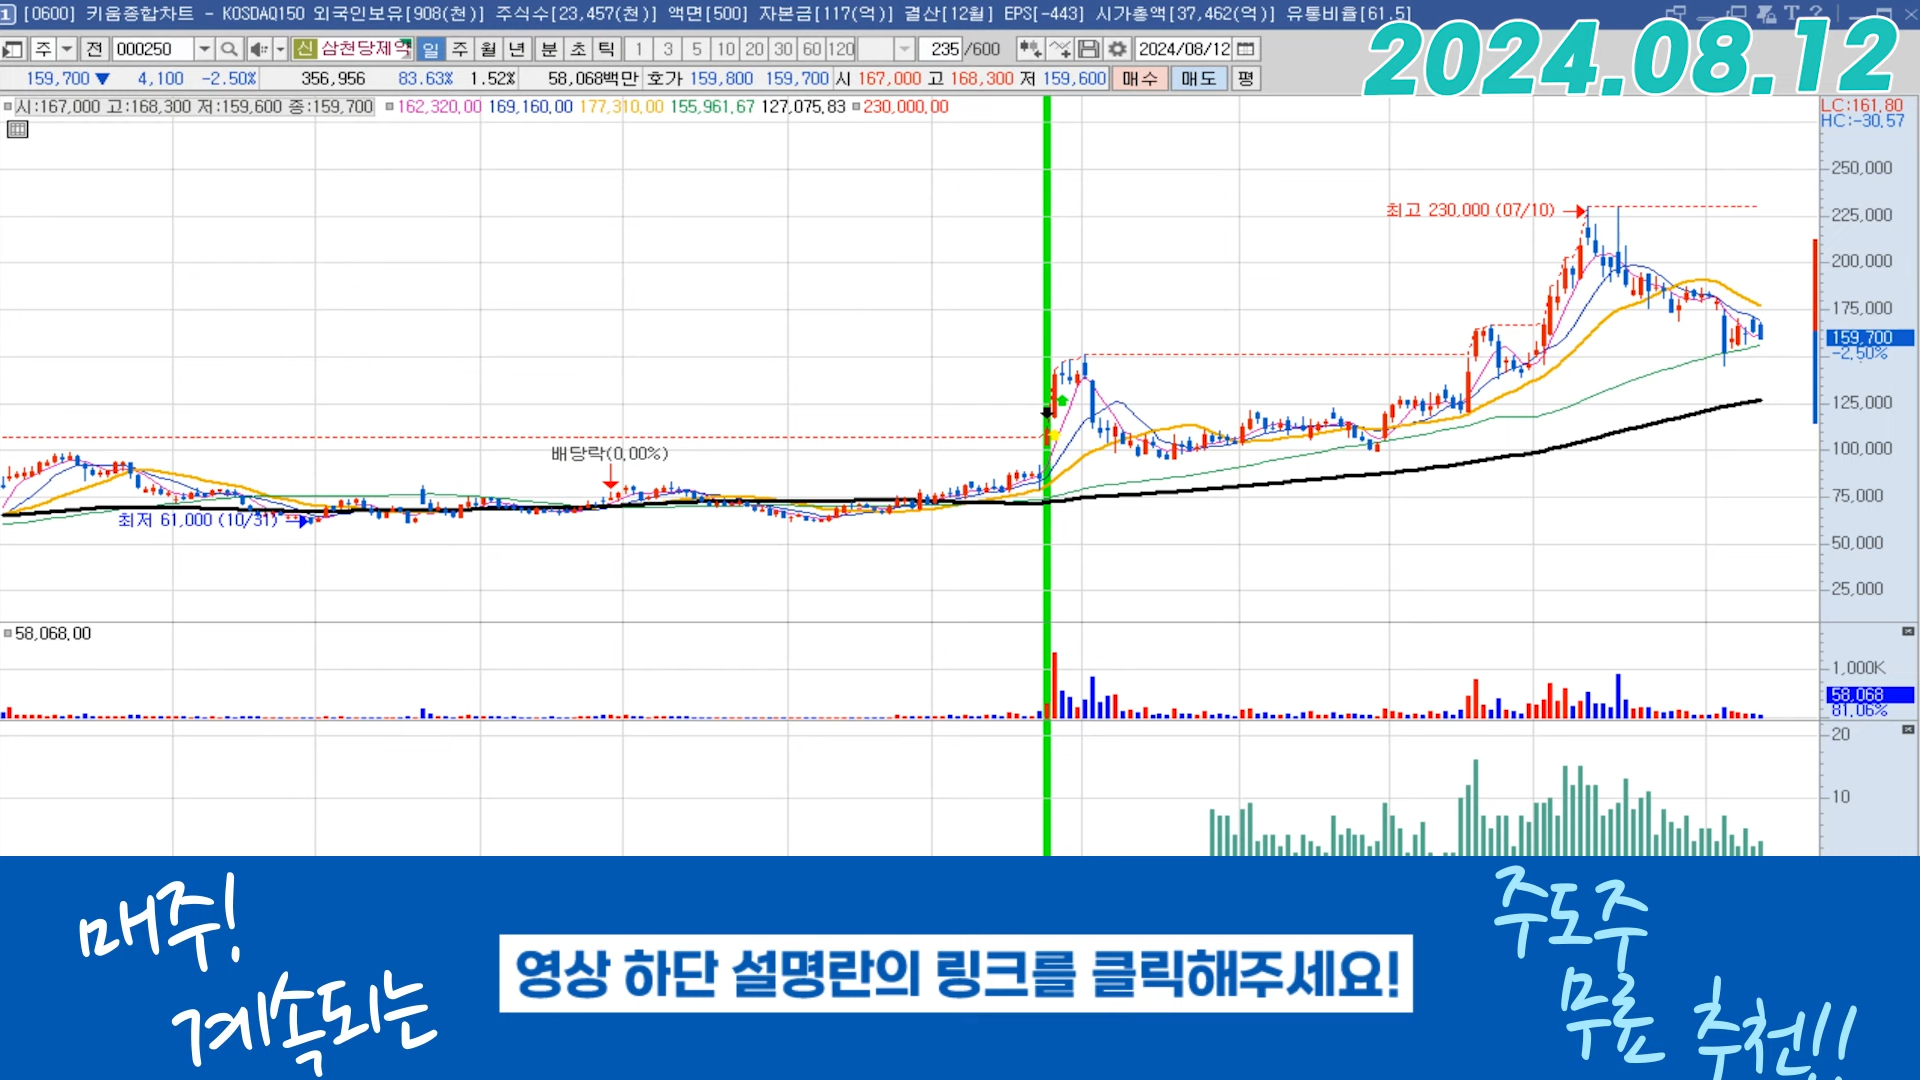 1 [0600] 키움종합차트 - KOSDAQ150 외국인보유[908(천)] 주식수[23,457(천)] 액면[500] 자본금[117(억)] 결산[12월] EPS[-443] 시가총액[37,462(억)] 유통비율[61.5]
2024.08.12
주 전 000250 신 삼천당제약 일 주 월 년 분 초 틱 1 3 5 10 20 30 60 120 235 /600 2024/08/12
159,700 ▼ 4,100 -2.50% 356,956 83.63% 1.52% 58,068백만 호가 159,800 159,700 시 167,000 고 168,300 저 159,600 매수 매도 평
시:167,000 고:168,300 저:159,600 종:159,700 162,320.00 169,160.00 177,310.00 155,961.67 127,075.83 230,000.00
LC:161.80
HC:-30.57
250,000
최고 230,000 (07/10)
225,000
200,000
175,000
159,700
-2.50%
125,000
100,000
배당락(0.00%)
75,000
최저 61,000 (10/31)
50,000
25,000
58,068.00
1,000K
58,068
81.06%
20
10
매주!
계속되는
영상 하단 설명란의 링크를 클릭해주세요!
주도주
무료 추천!!